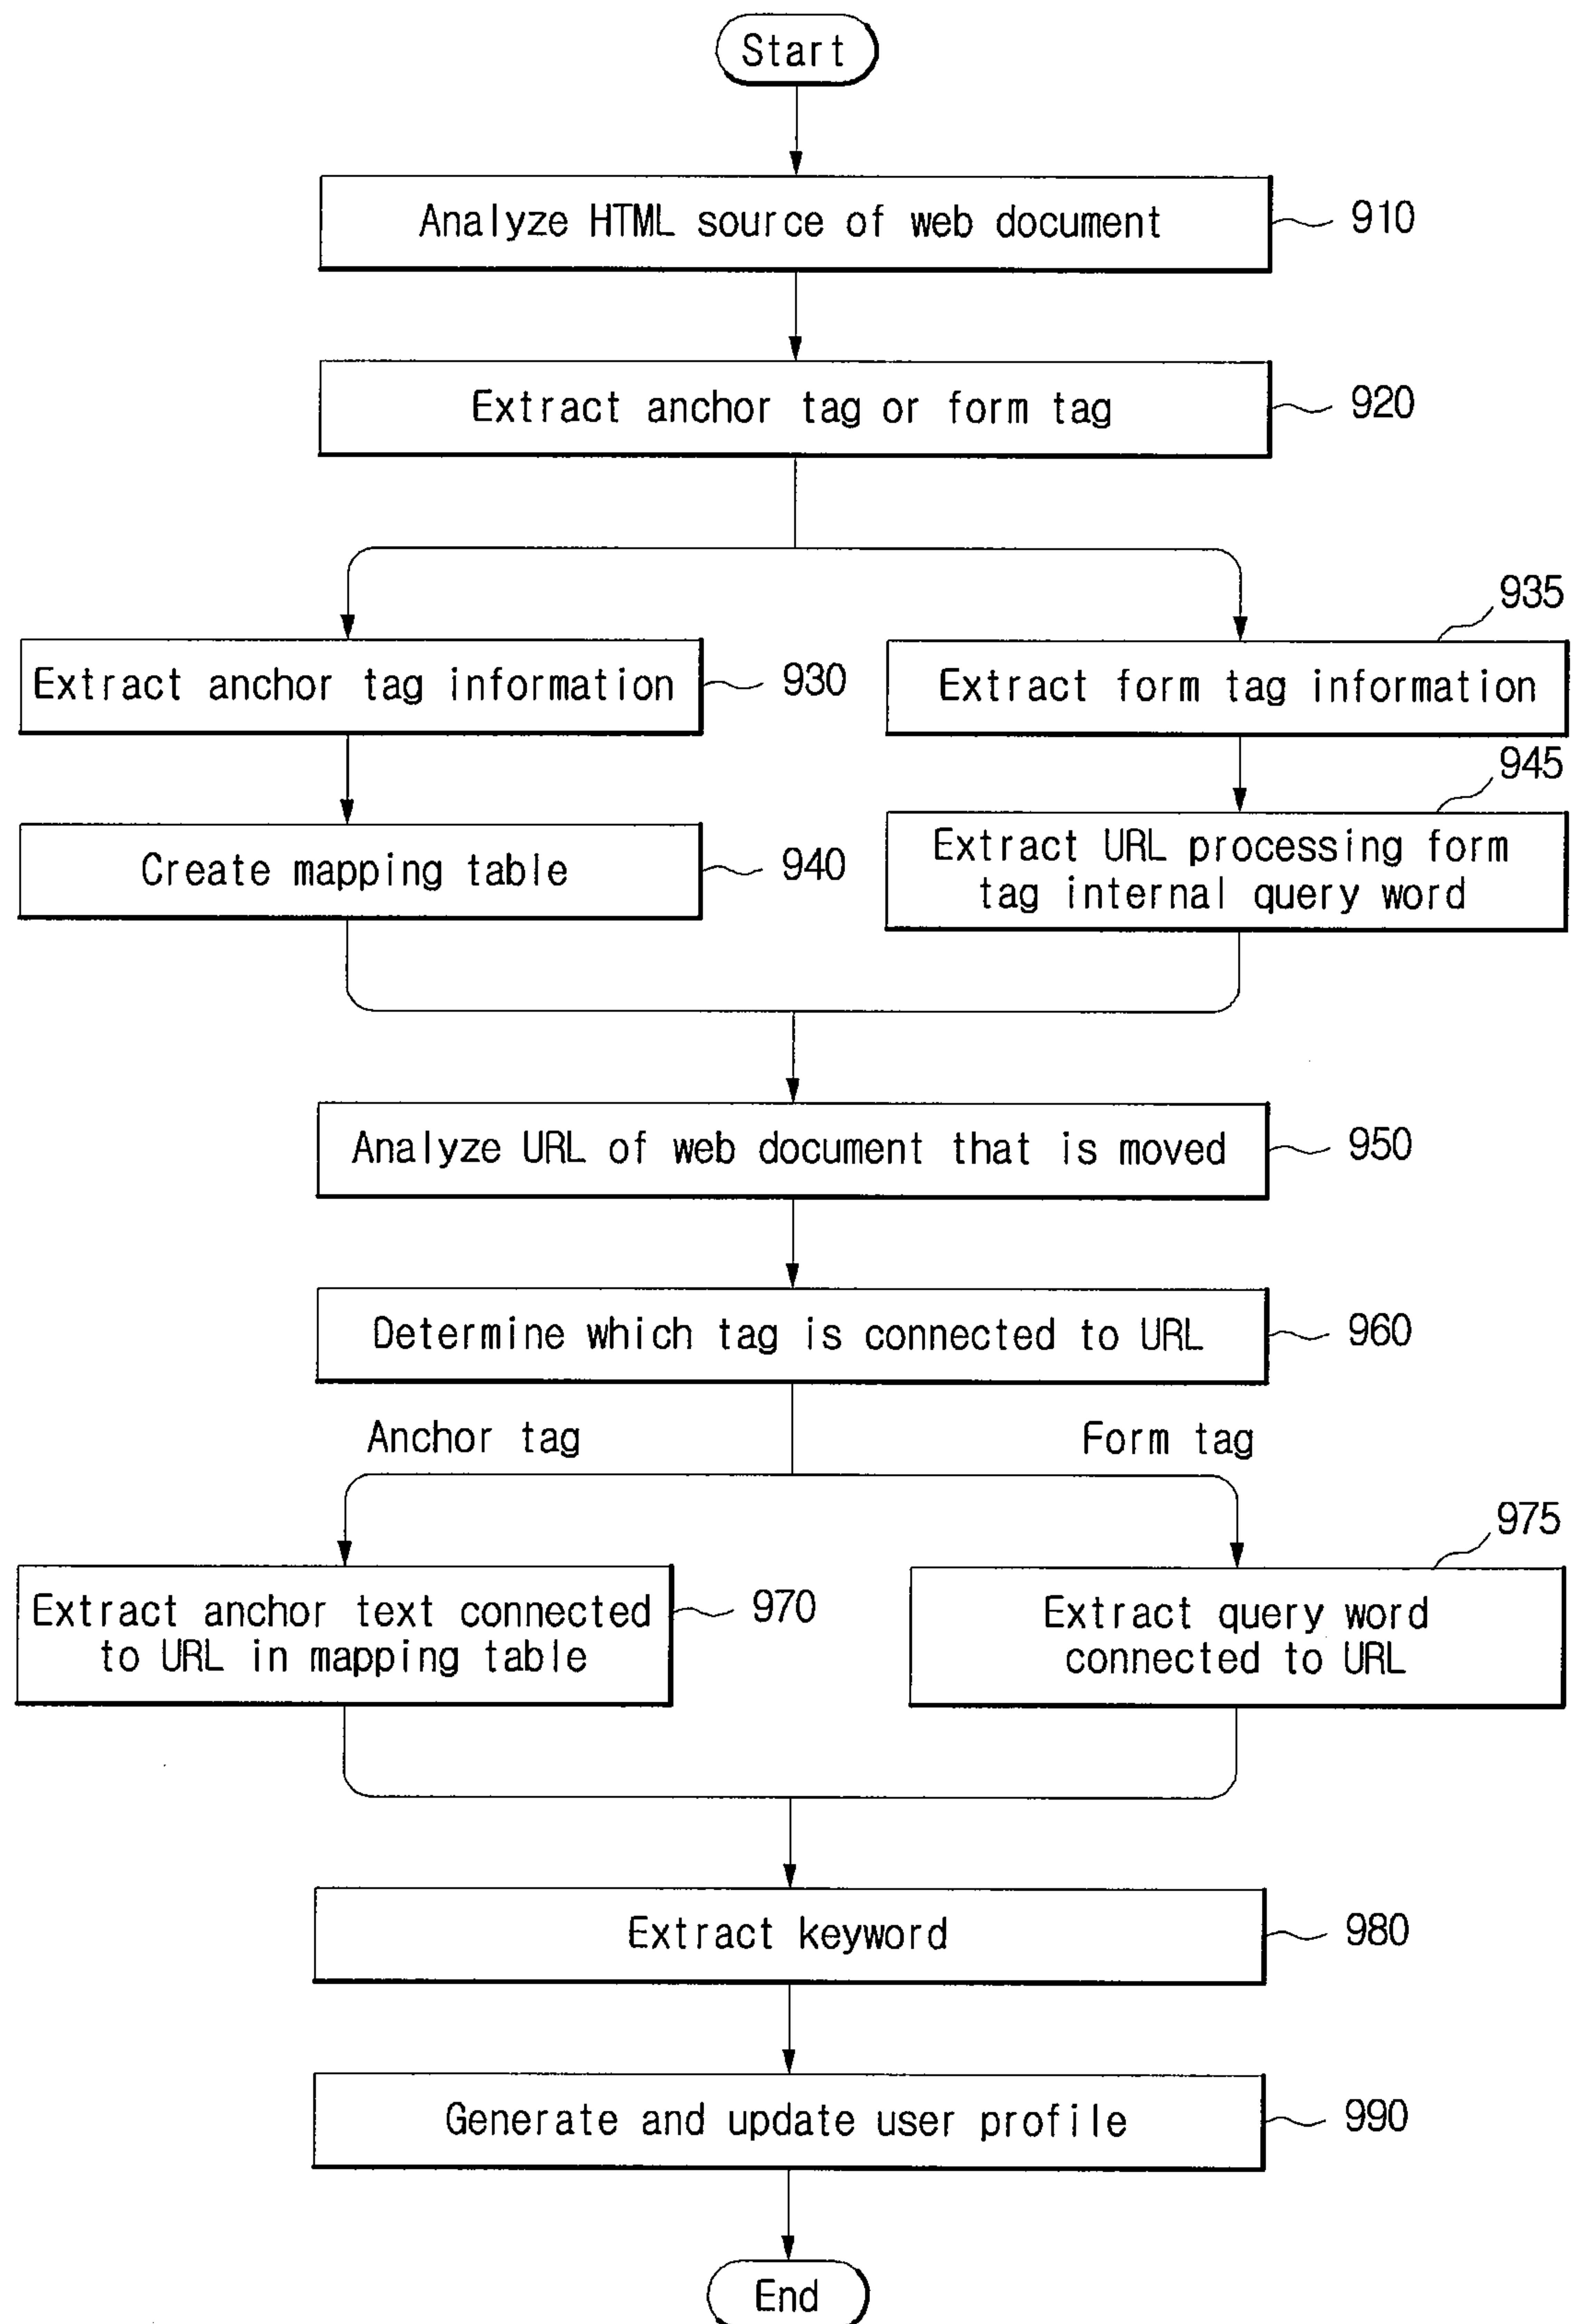 Start
Analyze HTML source of web document
910
Extract anchor tag or form tag
920
935
Extract anchor tag information
930
Extract form tag information
945
Create mapping table
940
Extract URL processing form
tag internal query word
Analyze URL of web document that is moved
950
Determine which tag is connected to URL
960
Anchor tag
Form tag
975
Extract anchor text connected
to URL in mapping table
970
Extract query word
connected to URL
Extract keyword
980
Generate and update user profile
990
End